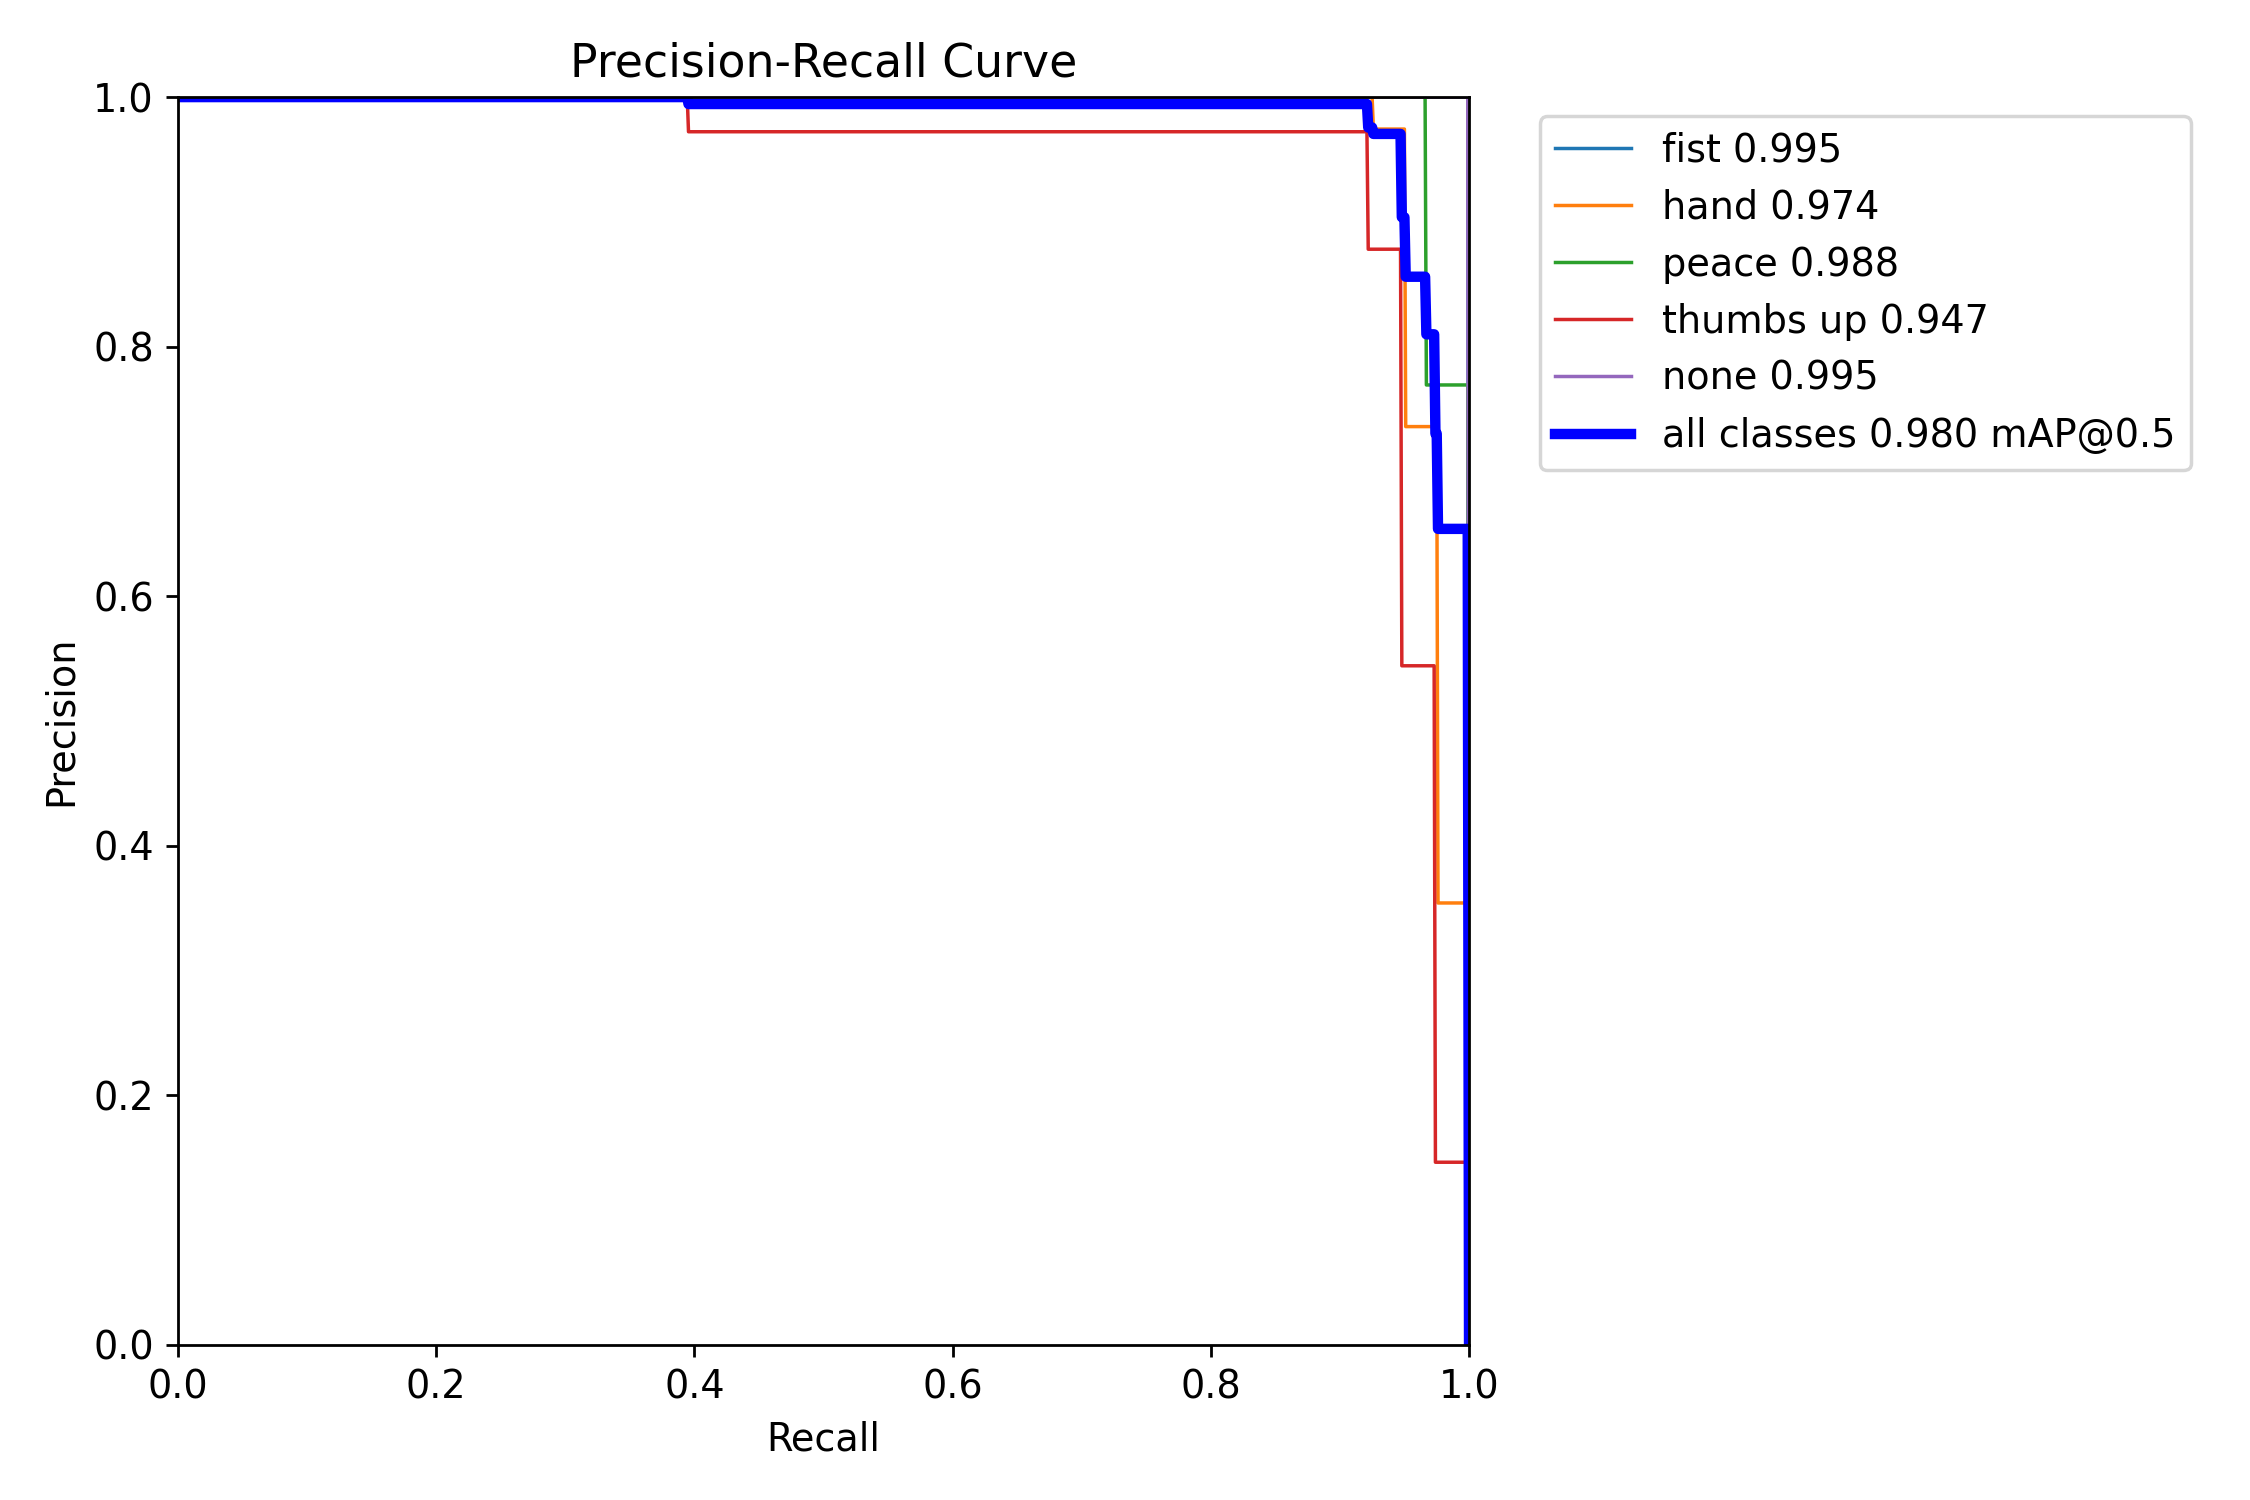 Precision-Recall Curve
1.0
0.8
0.6
0.4
0.2
0.0
Precision
0.0 0.2 0.4 0.6 0.8 1.0
Recall
fist 0.995
hand 0.974
peace 0.988
thumbs up 0.947
none 0.995
all classes 0.980 mAP@0.5